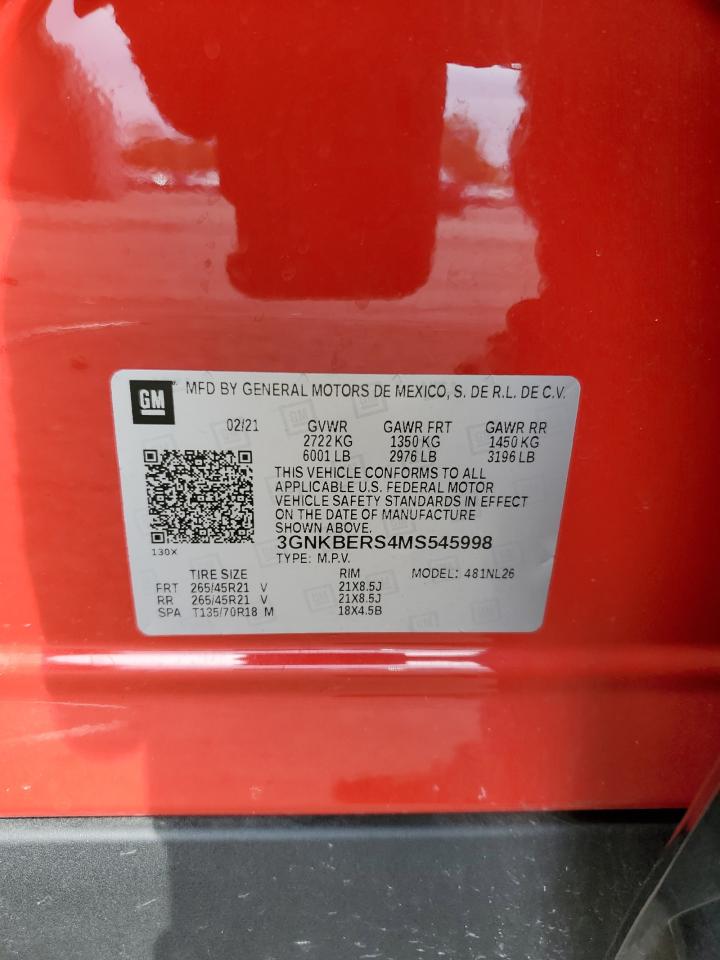 GM MFD BY GENERAL MOTORS DE MEXICO, S. DE R.L. DE C.V.
02/21 GVWR GAWR FRT GAWR RR
2722 KG 1350 KG 1450 KG
6001 LB 2976 LB 3196 LB
THIS VEHICLE CONFORMS TO ALL
APPLICABLE U.S. FEDERAL MOTOR
VEHICLE SAFETY STANDARDS IN EFFECT
ON THE DATE OF MANUFACTURE
SHOWN ABOVE.
3GNKBERS4MS545998
130X
TYPE: M.P.V.
TIRE SIZE RIM MODEL: 481NL26
FRT 265/45R21 V 21X8.5J
RR 265/45R21 V 21X8.5J
SPA T135/70R18 M 18X4.5B